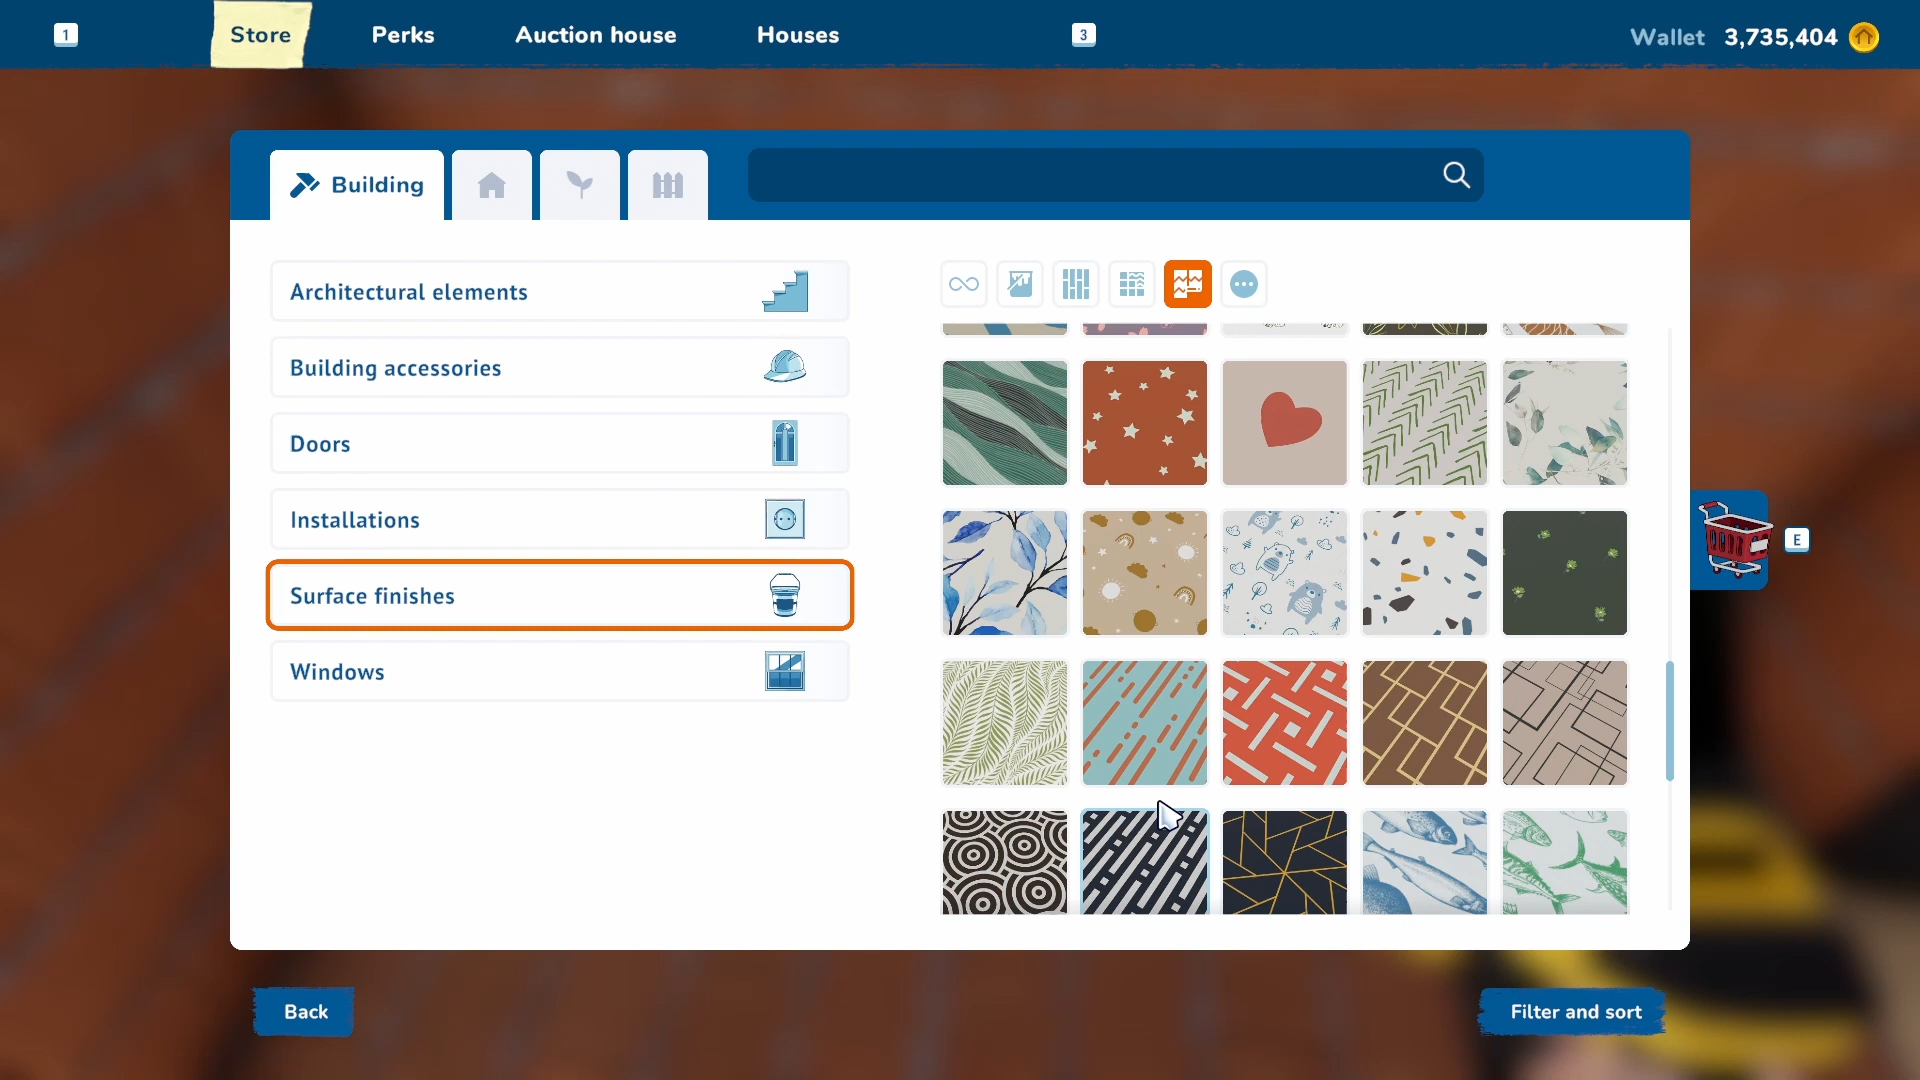 1
Store
Perks
Auction house
Houses
3
Wallet 3,735,404
Building
Architectural elements
Building accessories
Doors
Installations
Surface finishes
Windows
E
Back
Filter and sort